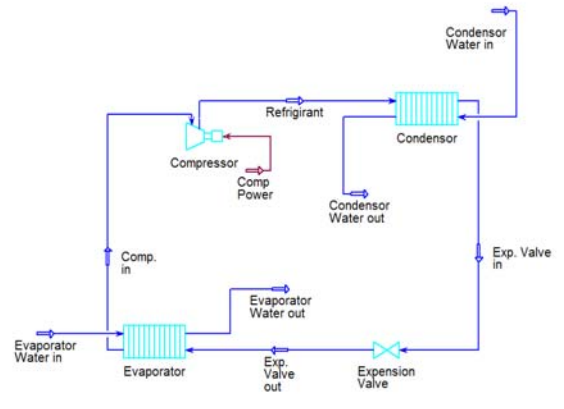 Condensor
Water in
Refrigirant
Condensor
Compressor
Comp
Power
Condensor
Water out
Comp.
in
Exp. Valve
in
Evaporator
Water out
Evaporator
Water in
Evaporator
Exp.
Valve
out
Expension
Valve